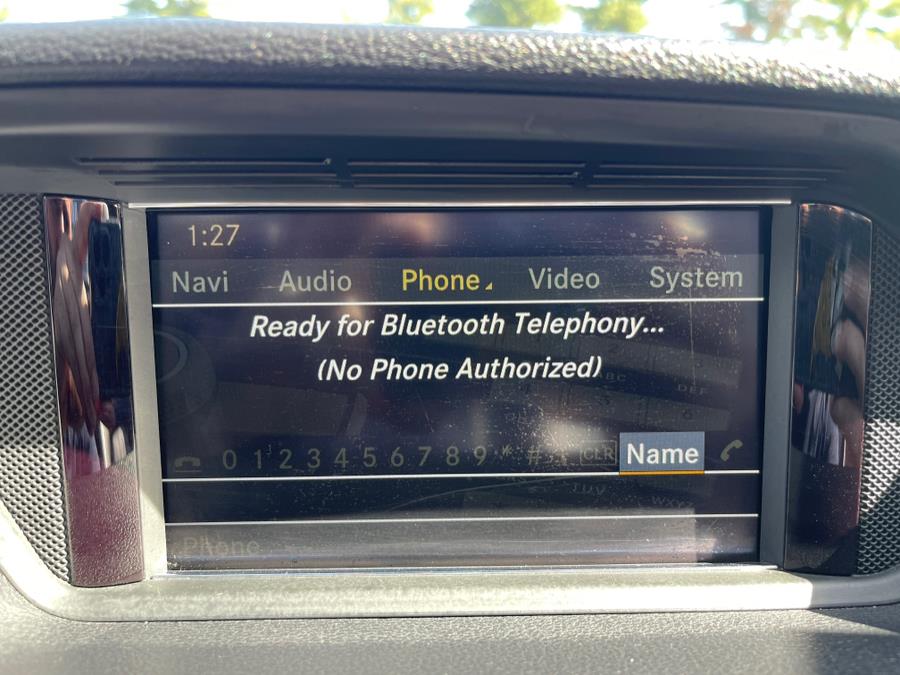 1:27
Navi Audio Phone Video System
Ready for Bluetooth Telephony...
(No Phone Authorized)
0 1 2 3 4 5 6 7 8 9 * # CLR Name
Phone